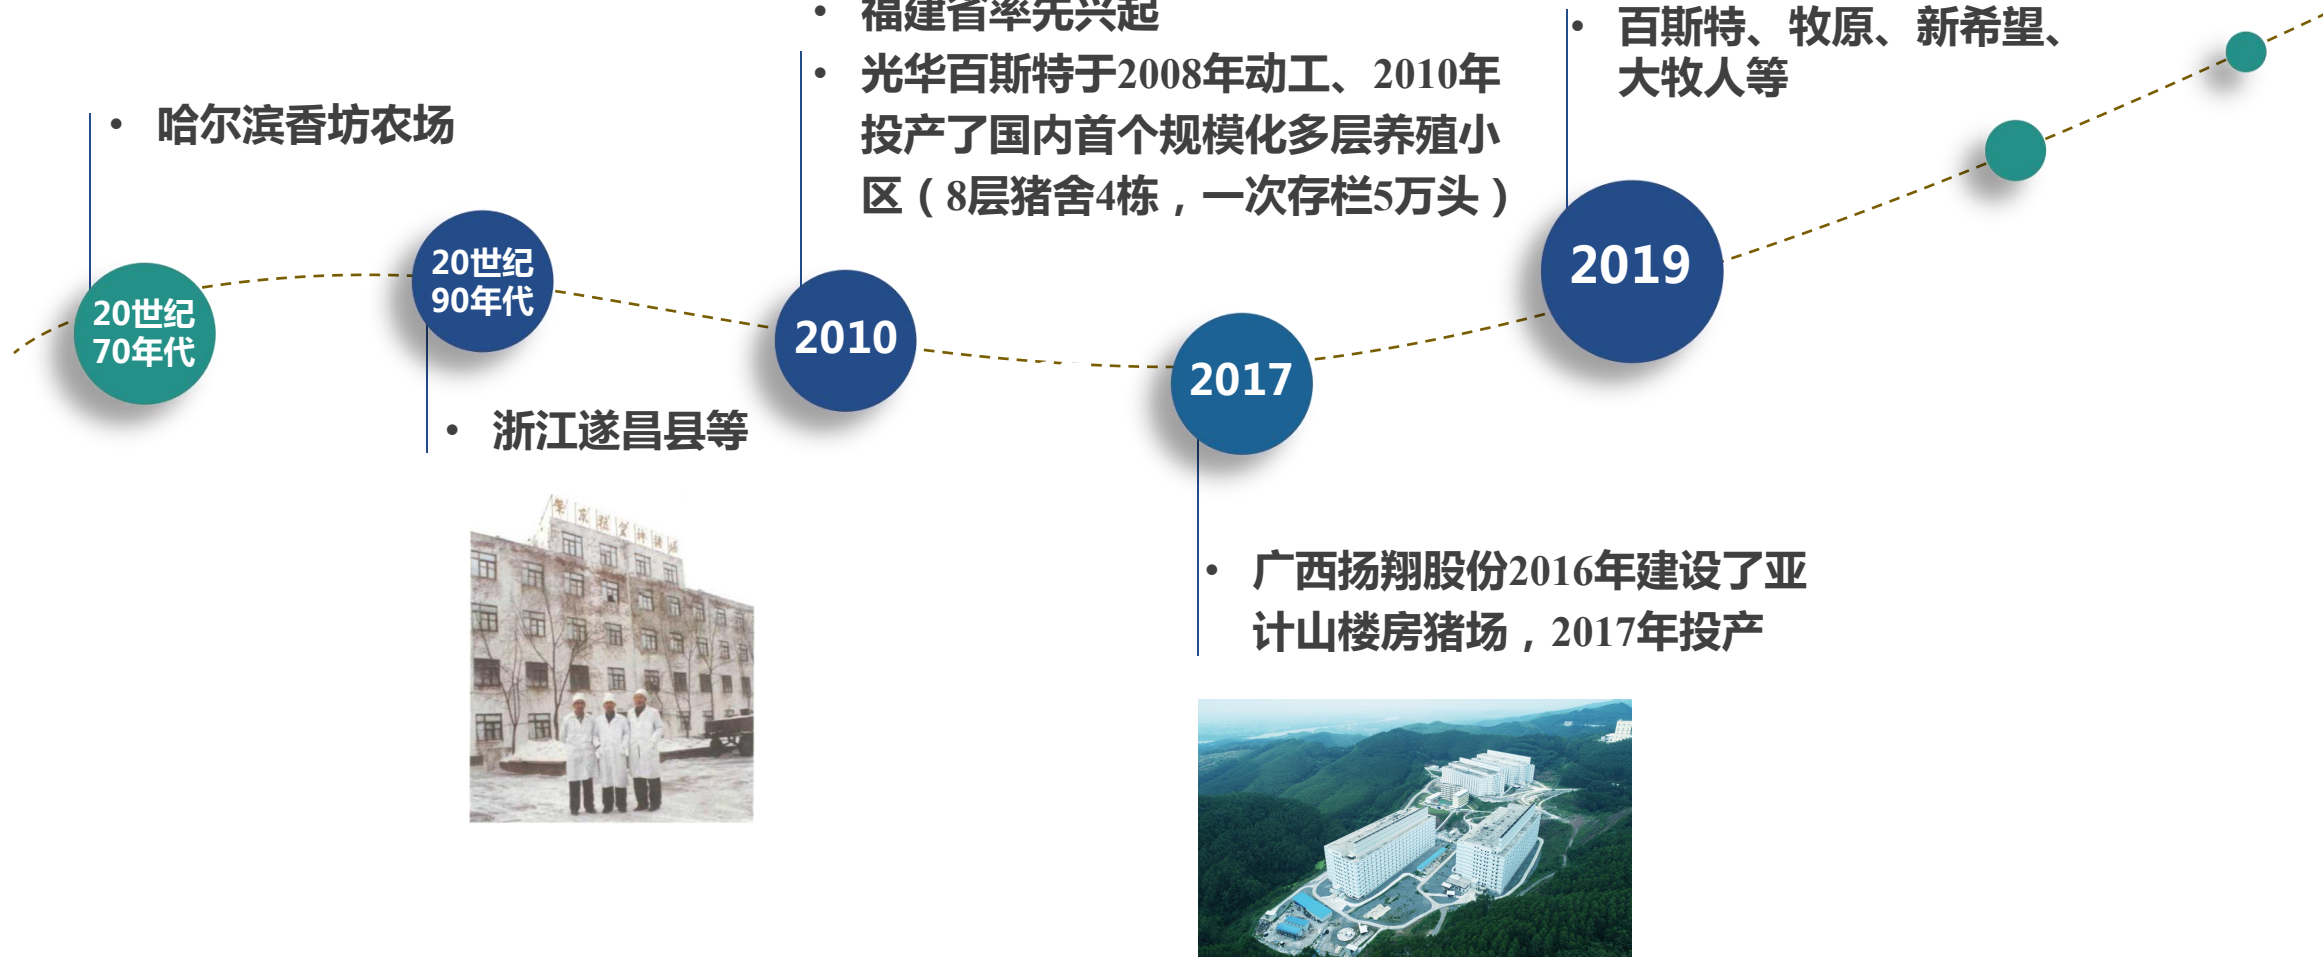 • 福建省率先兴起
• 光华百斯特于2008年动工、2010年
投产了国内首个规模化多层养殖小
区（8层猪舍4栋，一次存栏5万头）
• 百斯特、牧原、新希望、
大牧人等
• 哈尔滨香坊农场
20世纪
70年代
20世纪
90年代
2010
2017
2019
• 浙江遂昌县等
• 广西扬翔股份2016年建设了亚
计山楼房猪场，2017年投产